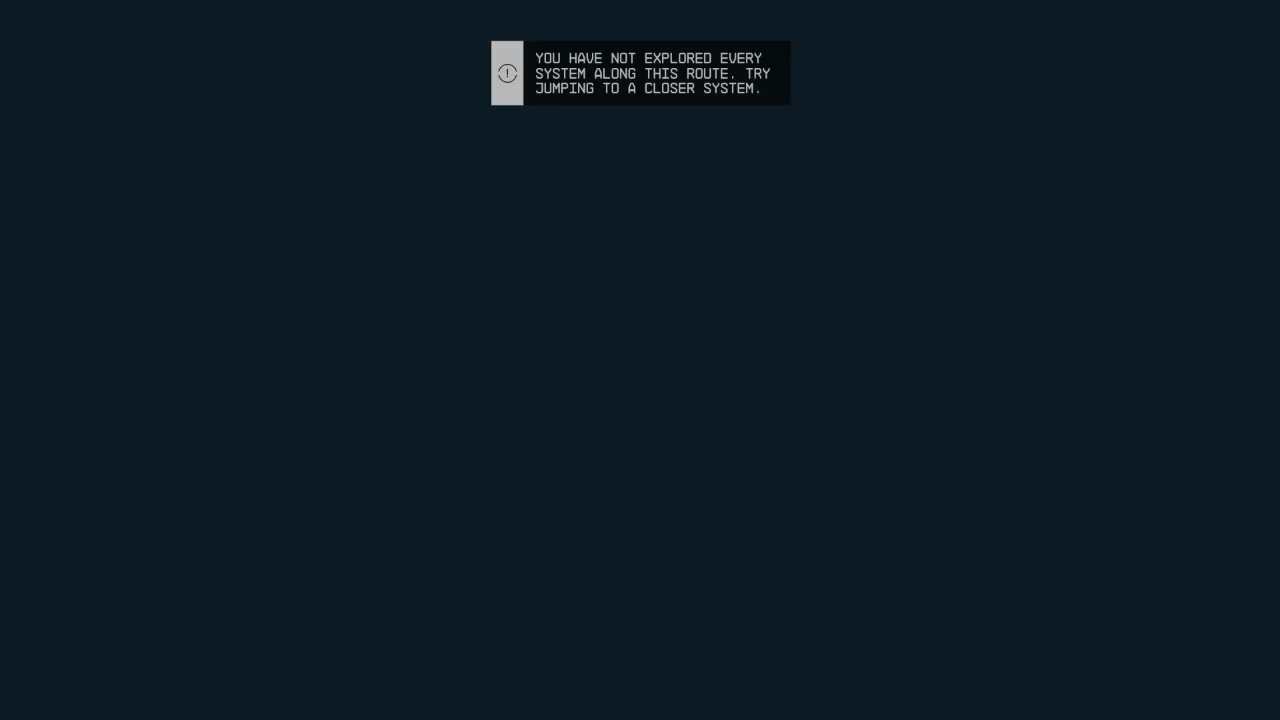 YOU HAVE NOT EXPLORED EVERY
SYSTEM ALONG THIS ROUTE. TRY
JUMPING TO A CLOSER SYSTEM.